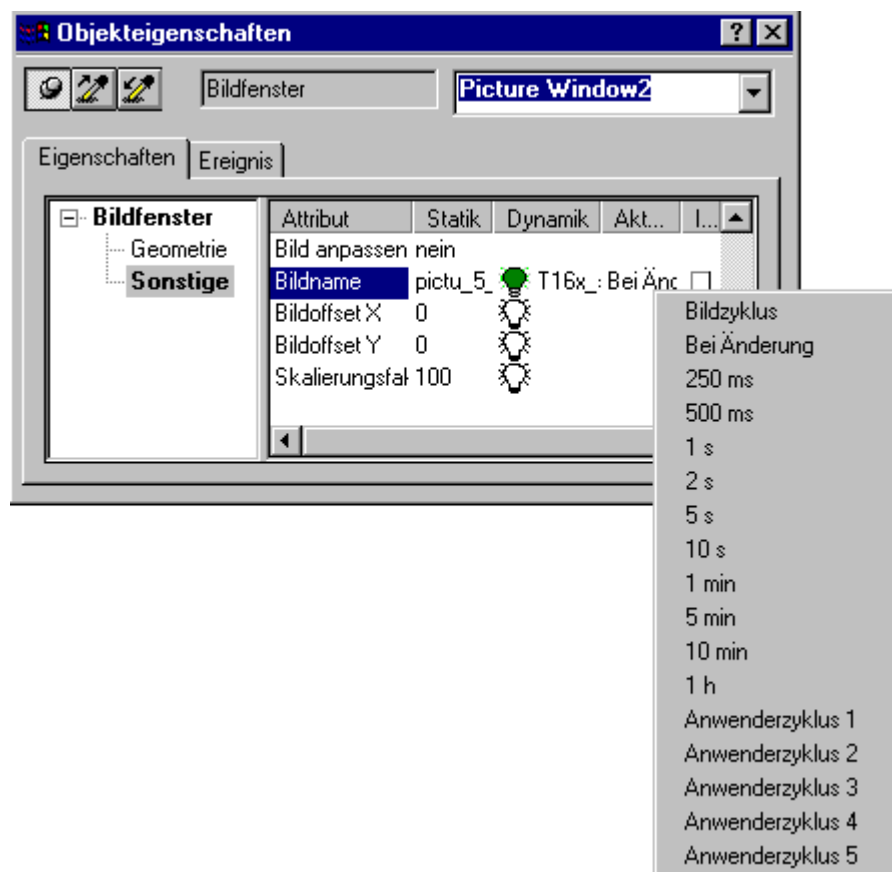 Objekteigenschaften
Bildfenster Picture Window2
Eigenschaften Ereignis
Bildfenster
Geometrie
Sonstige
Attribut Statik Dynamik Akt... I...
Bild anpassen nein
Bildname pictu_5_ T16x_ Bei Änd
Bildoffset X 0
Bildoffset Y 0
Skalierungsfal 100
Bildzyklus
Bei Änderung
250 ms
500 ms
1 s
2 s
5 s
10 s
1 min
5 min
10 min
1 h
Anwenderzyklus 1
Anwenderzyklus 2
Anwenderzyklus 3
Anwenderzyklus 4
Anwenderzyklus 5